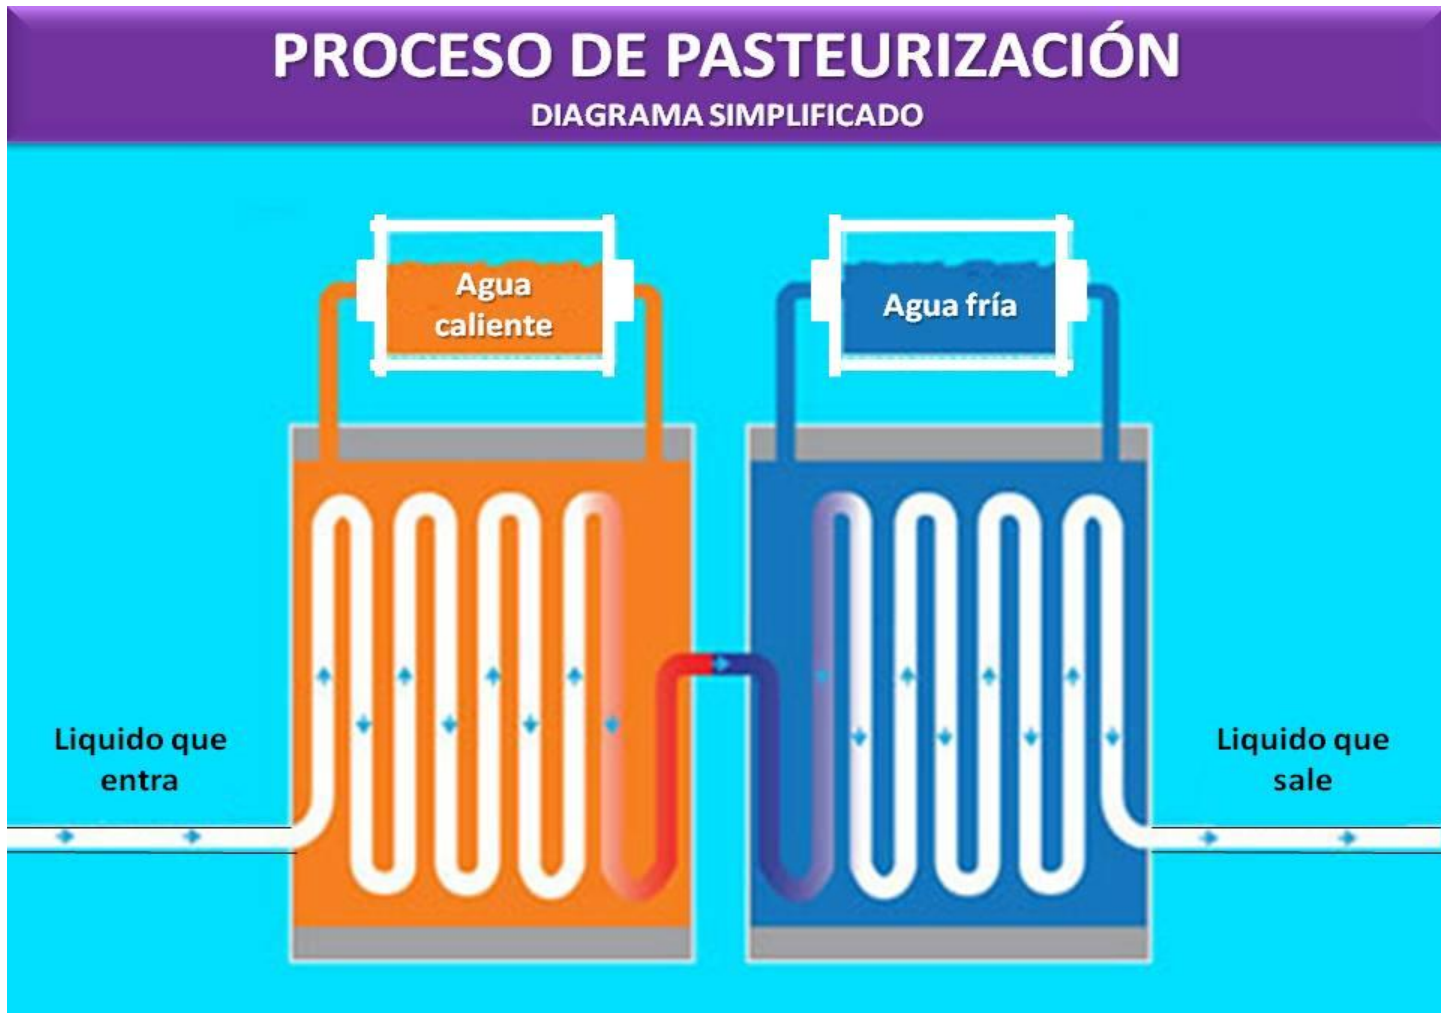 PROCESO DE PASTEURIZACIÓN
DIAGRAMA SIMPLIFICADO
Agua
caliente
Agua fría
Liquido que
entra
Liquido que
sale